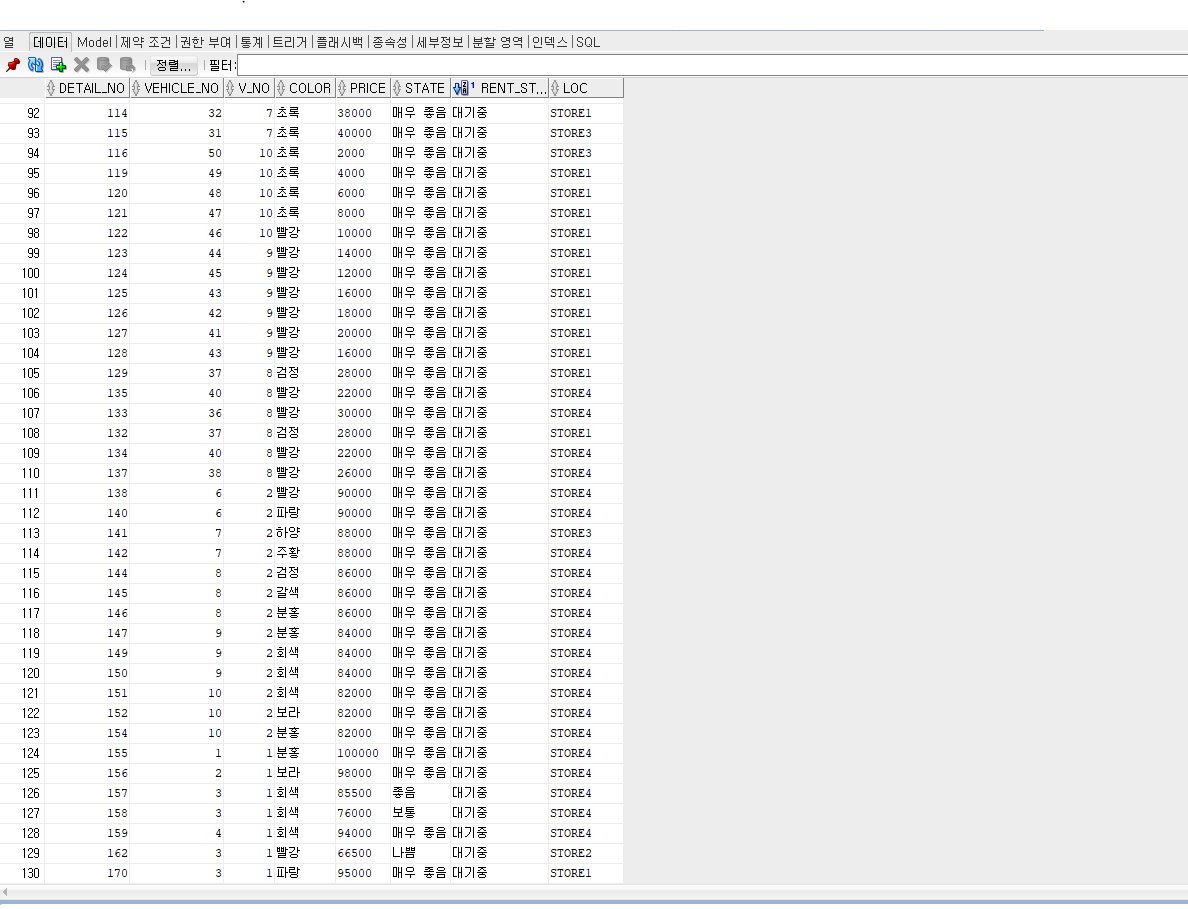 열 데이터 Model 제약 조건 권한 부여 통계 트리거 플래시백 종속성 세부정보 분할 영역 인덱스 SQL
정렬... 필터:
DETAIL_NO VEHICLE_NO V_NO COLOR PRICE STATE 1 RENT_ST... LOC
92 114 32 7 초록 38000 매우 좋음 대기중 STORE1
93 115 31 7 초록 40000 매우 좋음 대기중 STORE3
94 116 50 10 초록 2000 매우 좋음 대기중 STORE3
95 119 49 10 초록 4000 매우 좋음 대기중 STORE1
96 120 48 10 초록 6000 매우 좋음 대기중 STORE1
97 121 47 10 초록 8000 매우 좋음 대기중 STORE1
98 122 46 10 빨강 10000 매우 좋음 대기중 STORE1
99 123 44 9 빨강 14000 매우 좋음 대기중 STORE1
100 124 45 9 빨강 12000 매우 좋음 대기중 STORE1
101 125 43 9 빨강 16000 매우 좋음 대기중 STORE1
102 126 42 9 빨강 18000 매우 좋음 대기중 STORE1
103 127 41 9 빨강 20000 매우 좋음 대기중 STORE1
104 128 43 9 빨강 16000 매우 좋음 대기중 STORE1
105 129 37 8 검정 28000 매우 좋음 대기중 STORE1
106 135 40 8 빨강 22000 매우 좋음 대기중 STORE4
107 133 36 8 빨강 30000 매우 좋음 대기중 STORE4
108 132 37 8 검정 28000 매우 좋음 대기중 STORE1
109 134 40 8 빨강 22000 매우 좋음 대기중 STORE4
110 137 38 8 빨강 26000 매우 좋음 대기중 STORE4
111 138 6 2 빨강 90000 매우 좋음 대기중 STORE4
112 140 6 2 파랑 90000 매우 좋음 대기중 STORE4
113 141 7 2 하양 88000 매우 좋음 대기중 STORE3
114 142 7 2 주황 88000 매우 좋음 대기중 STORE4
115 144 8 2 검정 86000 매우 좋음 대기중 STORE4
116 145 8 2 갈색 86000 매우 좋음 대기중 STORE4
117 146 8 2 분홍 86000 매우 좋음 대기중 STORE4
118 147 9 2 분홍 84000 매우 좋음 대기중 STORE4
119 149 9 2 회색 84000 매우 좋음 대기중 STORE4
120 150 9 2 회색 84000 매우 좋음 대기중 STORE4
121 151 10 2 회색 82000 매우 좋음 대기중 STORE4
122 152 10 2 보라 82000 매우 좋음 대기중 STORE4
123 154 10 2 분홍 82000 매우 좋음 대기중 STORE4
124 155 1 1 분홍 100000 매우 좋음 대기중 STORE4
125 156 2 1 보라 98000 매우 좋음 대기중 STORE4
126 157 3 1 회색 85500 좋음 대기중 STORE4
127 158 3 1 회색 76000 보통 대기중 STORE4
128 159 4 1 회색 94000 매우 좋음 대기중 STORE4
129 162 3 1 빨강 66500 나쁨 대기중 STORE2
130 170 3 1 파랑 95000 매우 좋음 대기중 STORE1